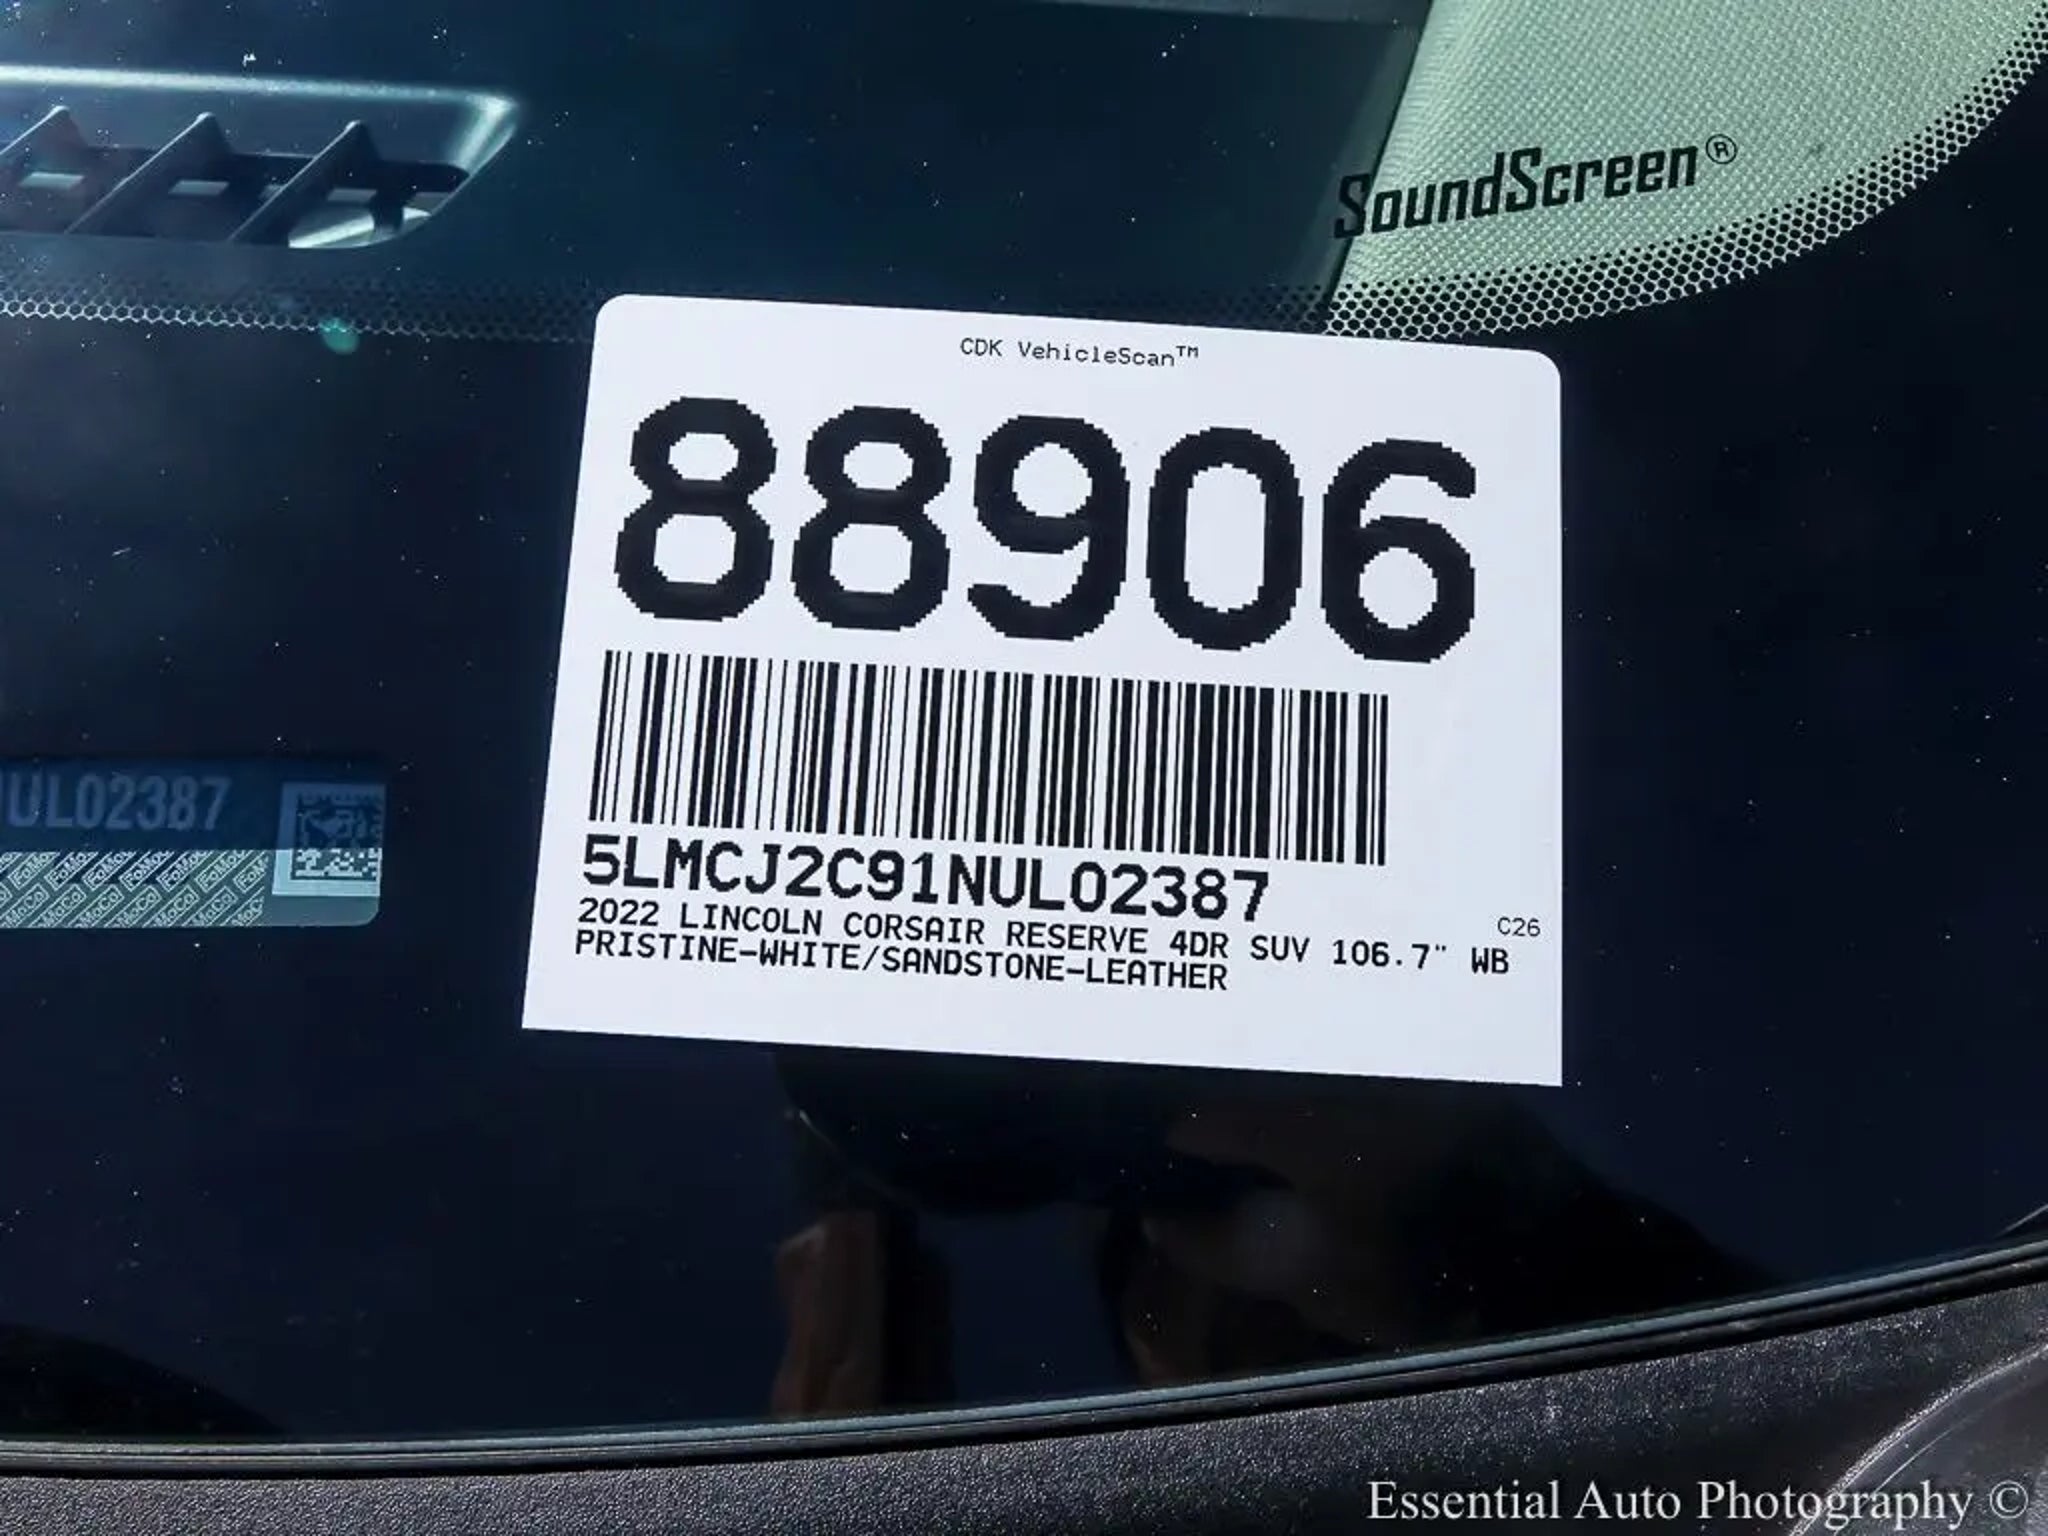 SoundScreen®
CDK VehicleScan™
88906
UL02387
5LMCJ2C91NUL02387
C26
2022 LINCOLN CORSAIR RESERVE 4DR SUV 106.7" WB
PRISTINE-WHITE/SANDSTONE-LEATHER
Essential Auto Photography ©